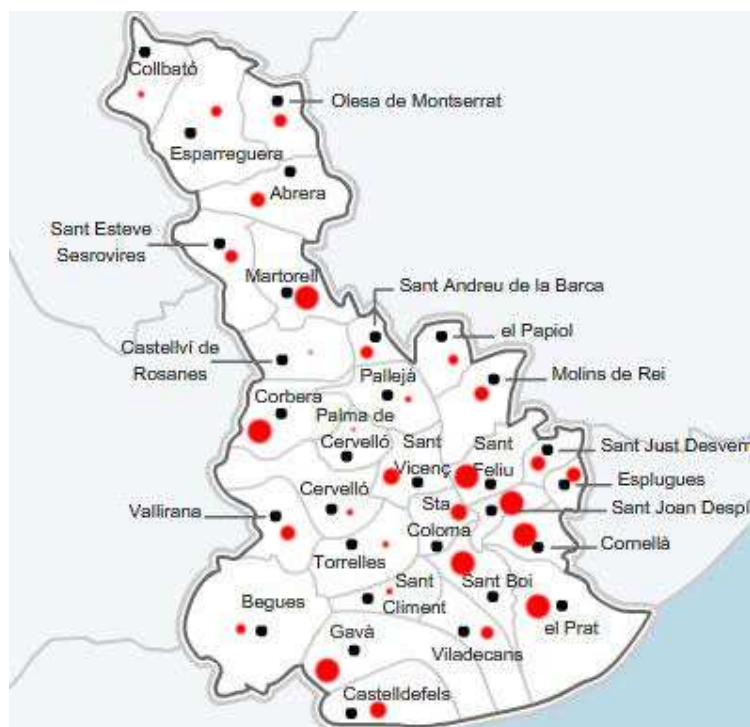 Collbató
Olesa de Montserrat
Esparreguera
Abrera
Sant Esteve
Sesrovires
Martorell
Sant Andreu de la Barca
el Papiol
Castellví de
Rosanes
Pallejà
Molins de Rei
Corbera
Palma de
Cervelló
Sant
Vicenç
Sant
Feliu
Sant Just Desvern
Esplugues
Cervelló
Sta
Coloma
Sant Joan Despí
Vallirana
Cornellà
Torrelles
Sant
Climent
Sant Boi
Begues
Gavà
el Prat
Viladecans
Castelldefels